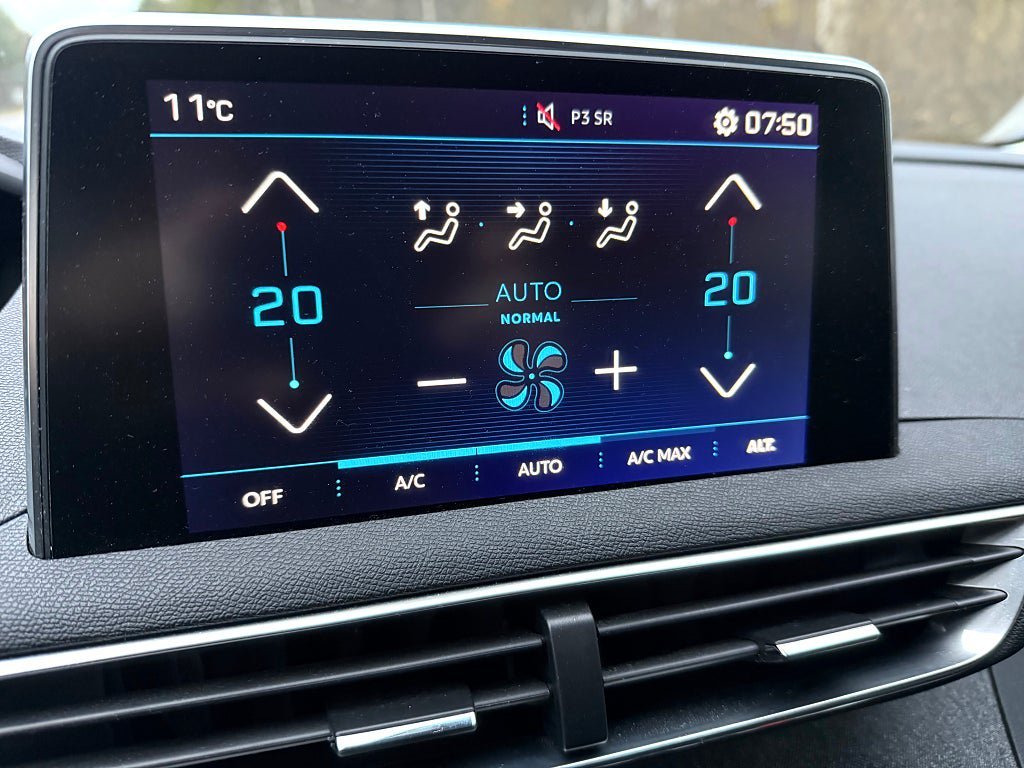 11°C
P3 SR
07:50
20
20
AUTO
NORMAL
OFF
A/C
AUTO
A/C MAX
ALT.